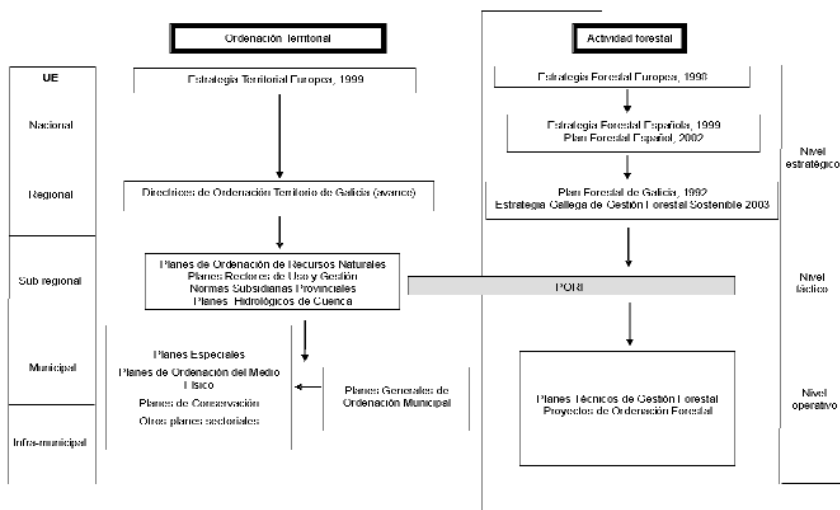 Ordenación Territorial
Actividad forestal
UE
Estrategia Territorial Europea, 1999
Estrategia Forestal Europea, 1998
Nacional
Estrategia Forestal Española, 1999
Plan Forestal Español, 2002
Nivel
estratégico
Regional
Directrices de Ordenación Territorio de Galicia (avance)
Plan Forestal de Galicia, 1992
Estrategia Gallega de Gestión Forestal Sostenible 2003
Sub regional
Planes de Ordenación de Recursos Naturales
Planes Rectores de Uso y Gestión
Normas Subsidiarias Provinciales
Planes Hidrológicos de Cuenca
PORF
Nivel
táctico
Municipal
Planes Especiales
Planes de Ordenación del Medio
Físico
Planes de Conservación
Otros planes sectoriales
Planes Generales de
Ordenación Municipal
Planes Técnicos de Gestión Forestal
Proyectos de Ordenación Forestal
Nivel
operativo
Infra-municipal